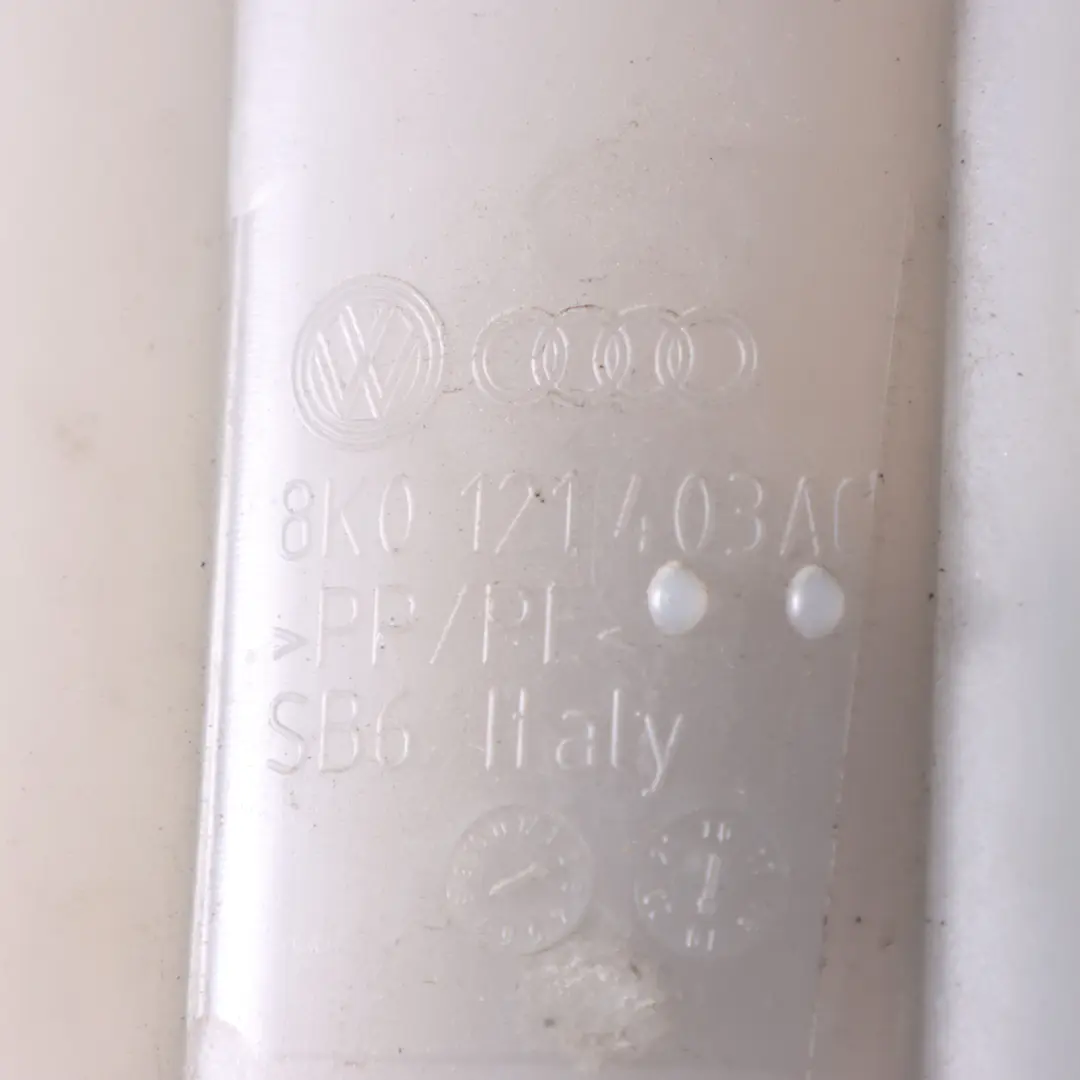 8K0 121 403AC
>PP/PE<
SB6 Italy